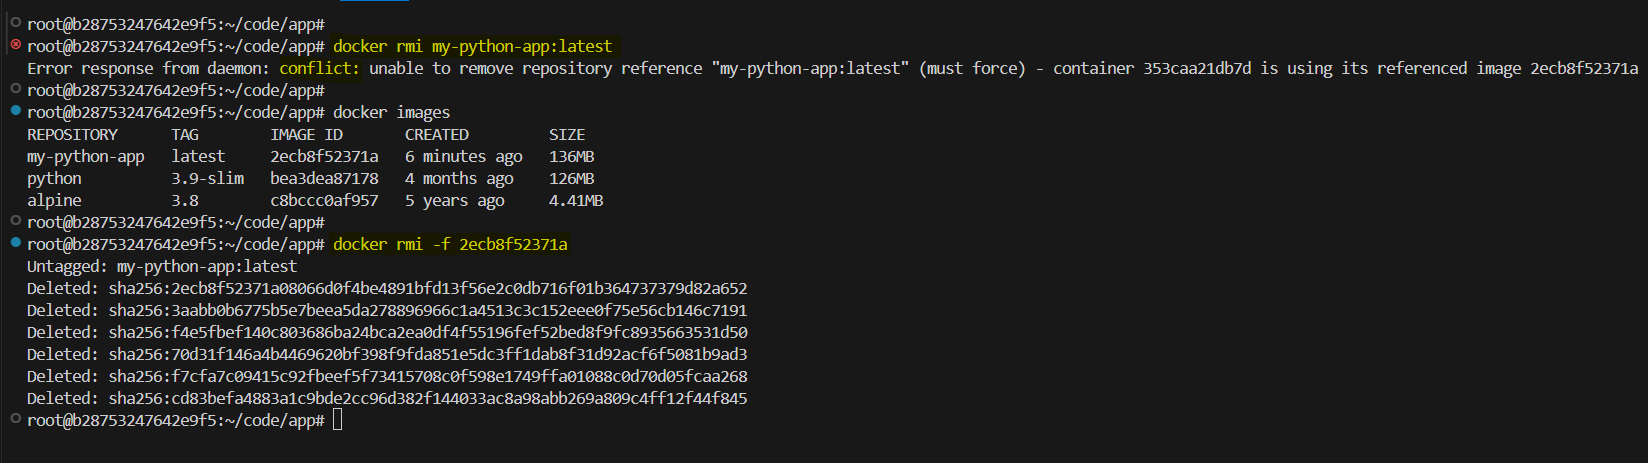 root@b28753247642e9f5:~/code/app#
root@b28753247642e9f5:~/code/app# docker rmi my-python-app:latest
Error response from daemon: conflict: unable to remove repository reference "my-python-app:latest" (must force) - container 353caa21db7d is using its referenced image 2ecb8f52371a
root@b28753247642e9f5:~/code/app#
root@b28753247642e9f5:~/code/app# docker images
REPOSITORY      TAG        IMAGE ID       CREATED         SIZE
my-python-app   latest     2ecb8f52371a   6 minutes ago   136MB
python          3.9-slim   bea3dea87178   4 months ago    126MB
alpine          3.8        c8bccc0af957   5 years ago     4.41MB
root@b28753247642e9f5:~/code/app#
root@b28753247642e9f5:~/code/app# docker rmi -f 2ecb8f52371a
Untagged: my-python-app:latest
Deleted: sha256:2ecb8f52371a08066d0f4be4891bfd13f56e2c0db716f01b364737379d82a652
Deleted: sha256:3aabb0b6775b5e7beea5da278896966c1a4513c3c152eee0f75e56cb146c7191
Deleted: sha256:f4e5fbef140c803686ba24bca2ea0df4f55196fef52bed8f9fc8935663531d50
Deleted: sha256:70d31f146a4b4469620bf398f9fda851e5dc3ff1dab8f31d92acf6f5081b9ad3
Deleted: sha256:f7cfa7c09415c92fbeef5f73415708c0f598e1749ffa01088c0d70d05fcaa268
Deleted: sha256:cd83befa4883a1c9bde2cc96d382f144033ac8a98abb269a809c4ff12f44f845
root@b28753247642e9f5:~/code/app#